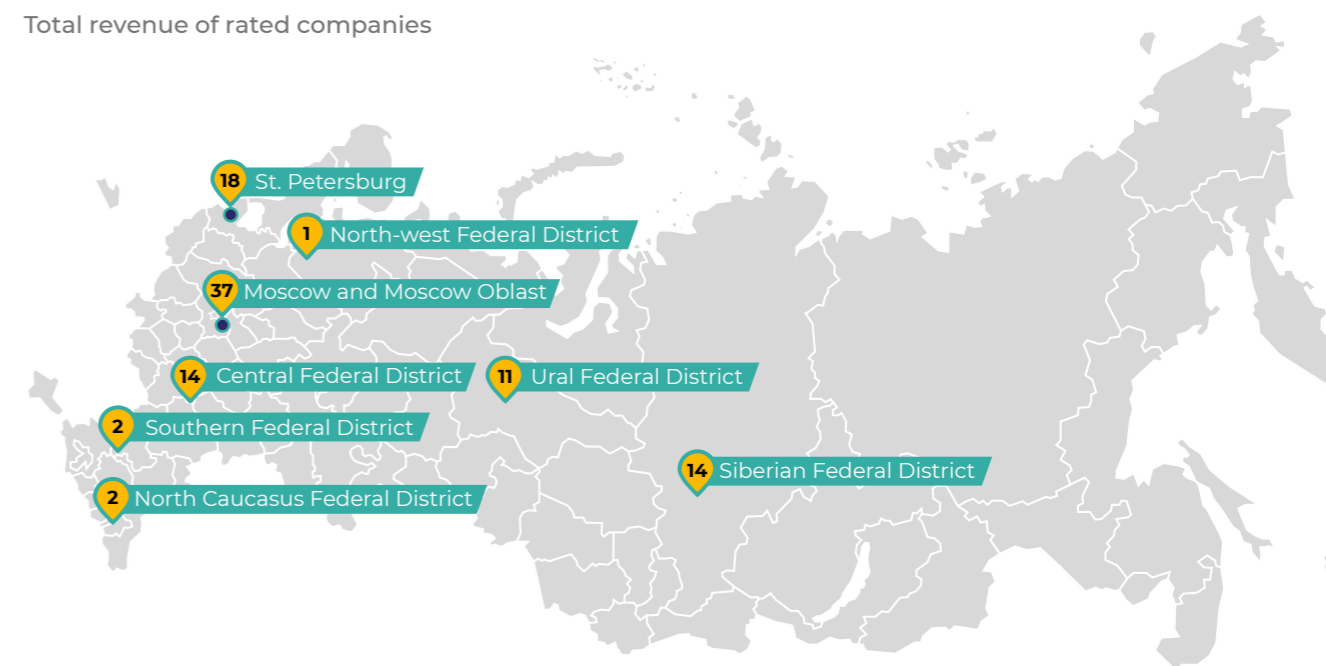 Total revenue of rated companies
18 St. Petersburg
1 North-west Federal District
37 Moscow and Moscow Oblast
14 Central Federal District
11 Ural Federal District
2 Southern Federal District
14 Siberian Federal District
2 North Caucasus Federal District